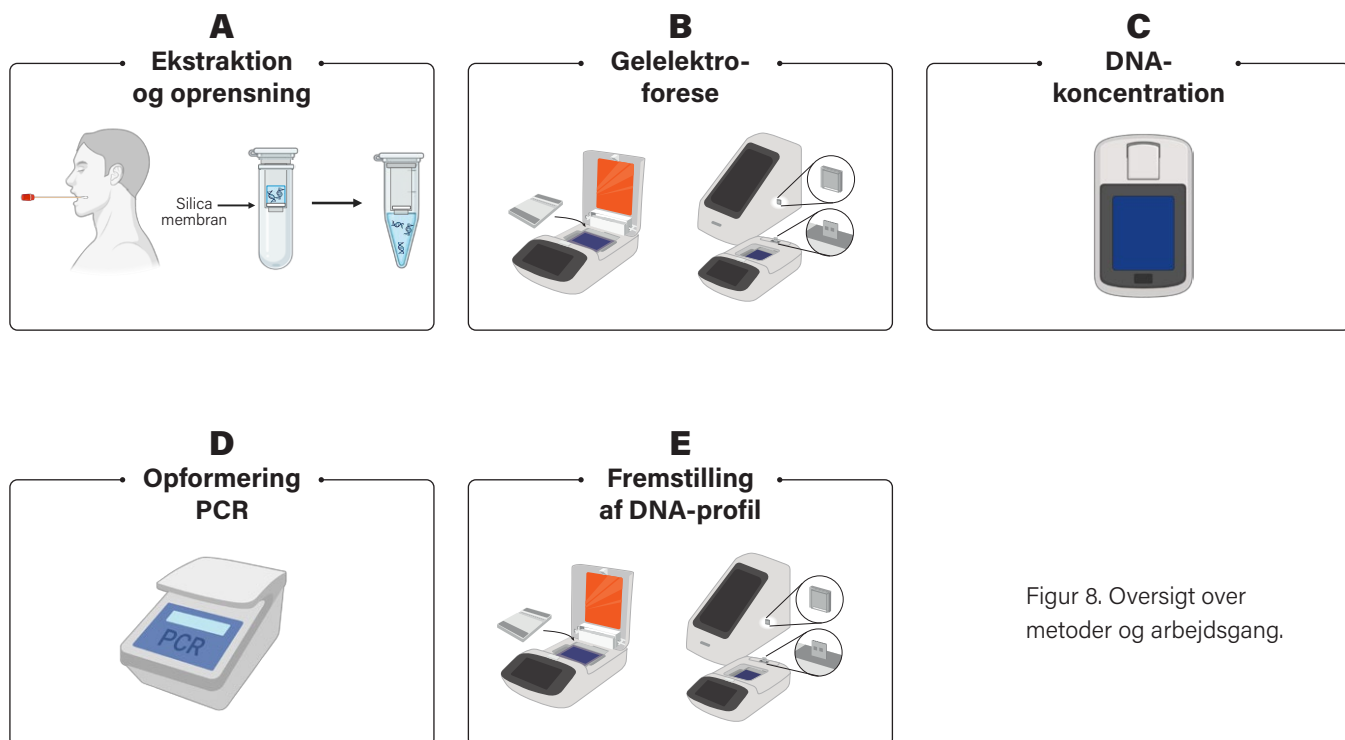 A
Ekstraktion
og oprensning
Silica
membran
B
Gelelektro-
forese
C
DNA-
koncentration
D
Opformering
PCR
PCR
E
Fremstilling
af DNA-profil
Figur 8. Oversigt over
metoder og arbejdsgang.